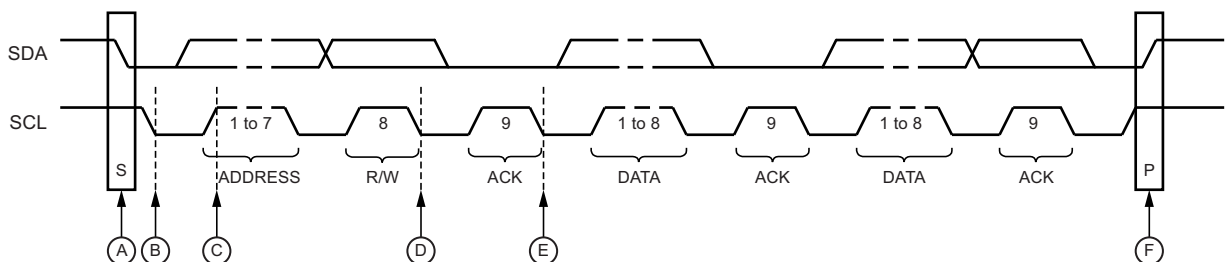 SDA
SCL
1 to 7 8 9 1 to 8 9 1 to 8 9
S P
ADDRESS R/W ACK DATA ACK DATA ACK
A B C D E F